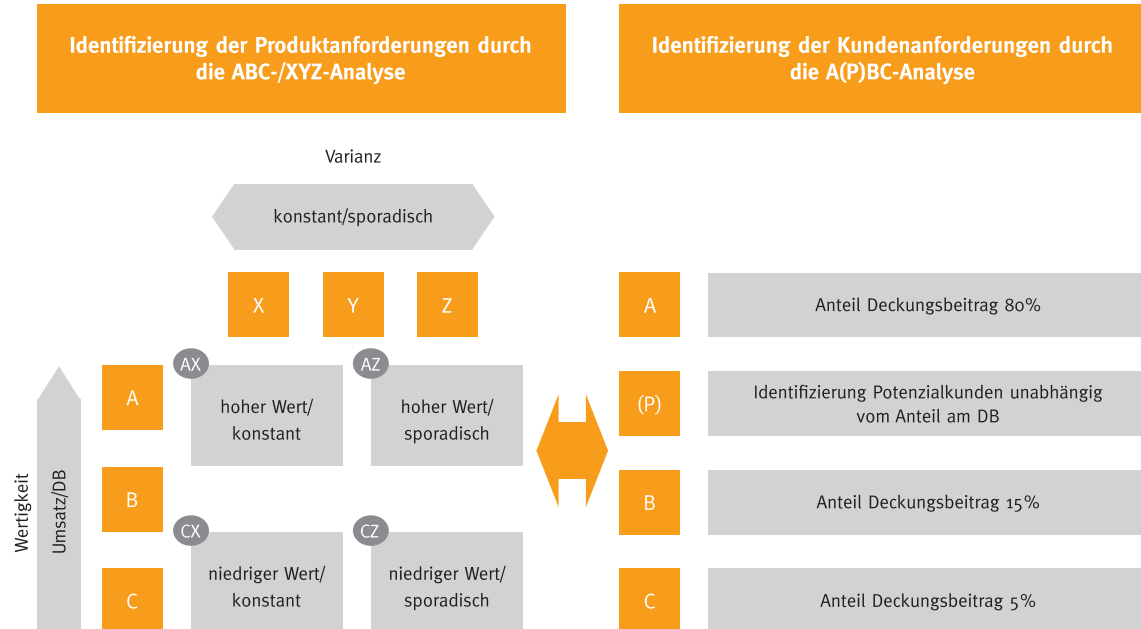 Identifizierung der Produktanforderungen durch
die ABC-/XYZ-Analyse
Varianz
konstant/sporadisch
X
Y
Z
Wertigkeit
Umsatz/DB
A
B
C
AX
hoher Wert/
konstant
AZ
hoher Wert/
sporadisch
CX
niedriger Wert/
konstant
CZ
niedriger Wert/
sporadisch
Identifizierung der Kundenanforderungen durch
die A(P)BC-Analyse
A
Anteil Deckungsbeitrag 80%
(P)
Identifizierung Potenzialkunden unabhängig
vom Anteil am DB
B
Anteil Deckungsbeitrag 15%
C
Anteil Deckungsbeitrag 5%